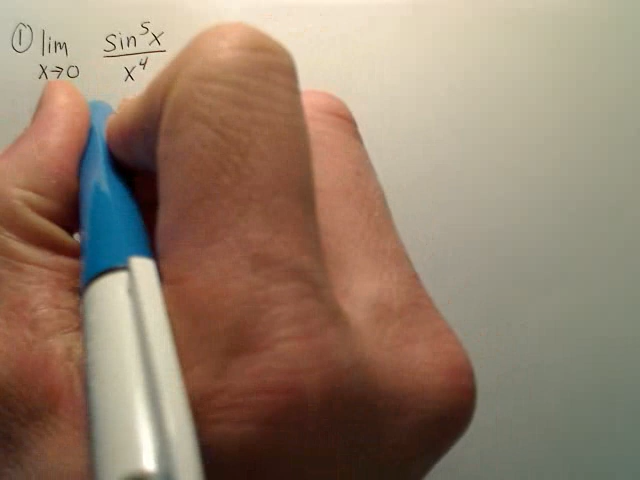 ① lim sin⁵x / x⁴
x→0